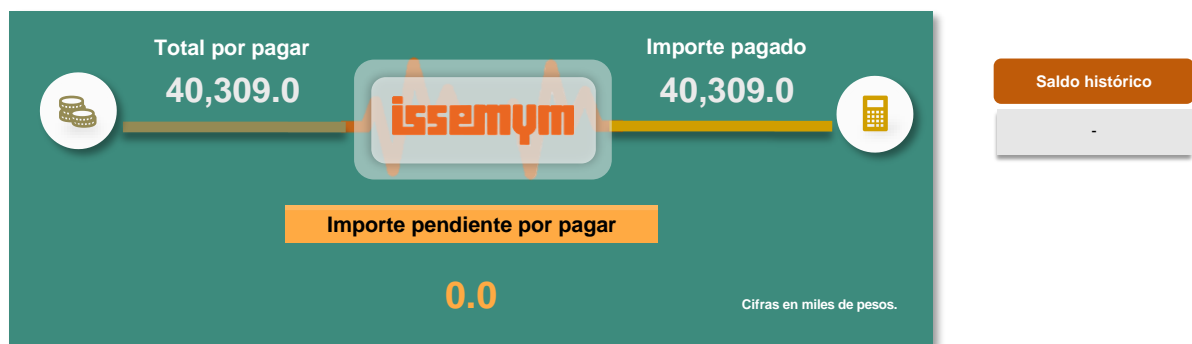 Total por pagar
40,309.0
issemym
Importe pagado
40,309.0
Importe pendiente por pagar
0.0
Cifras en miles de pesos.
Saldo histórico
-